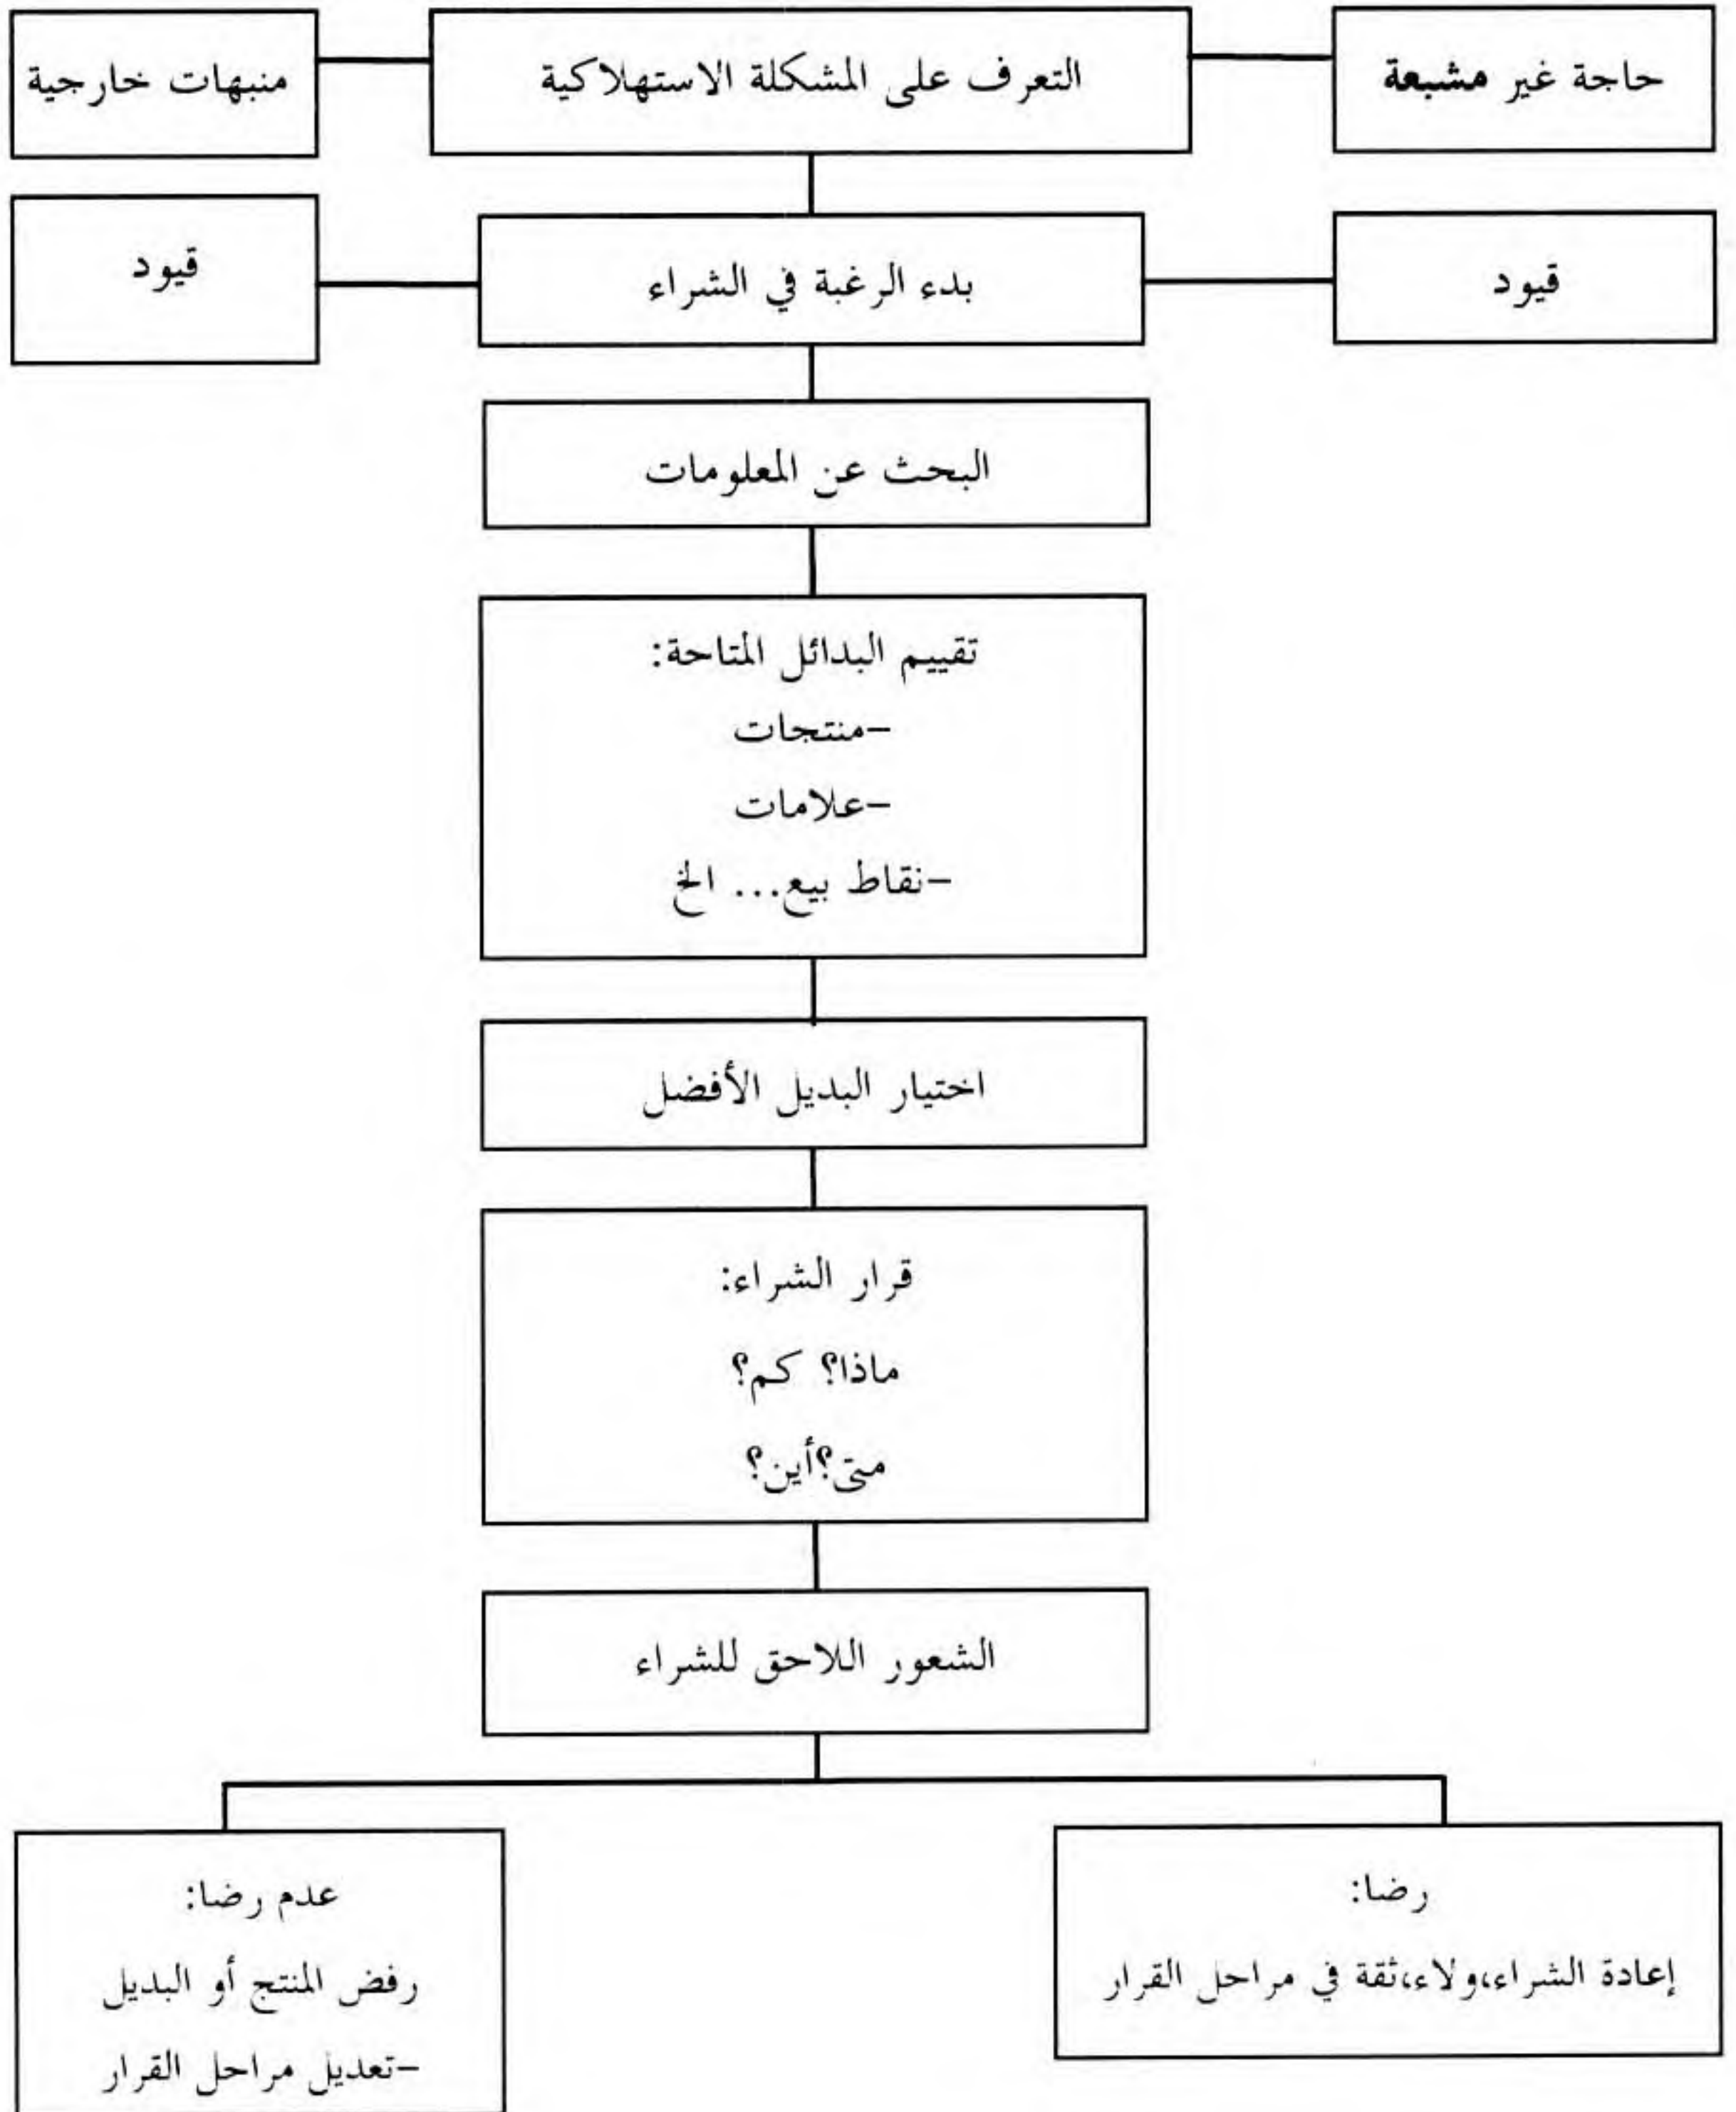 حاجة غير مشبعة
التعرف على المشكلة الاستهلاكية
منبهات خارجية
قيود
بدء الرغبة في الشراء
قيود
البحث عن المعلومات
تقييم البدائل المتاحة:
–منتجات
–علامات
–نقاط بيع... الخ
اختيار البديل الأفضل
قرار الشراء:
ماذا؟ كم؟
متى؟أين؟
الشعور اللاحق للشراء
رضا:
إعادة الشراء،ولاء،ثقة في مراحل القرار
عدم رضا:
رفض المنتج أو البديل
–تعديل مراحل القرار